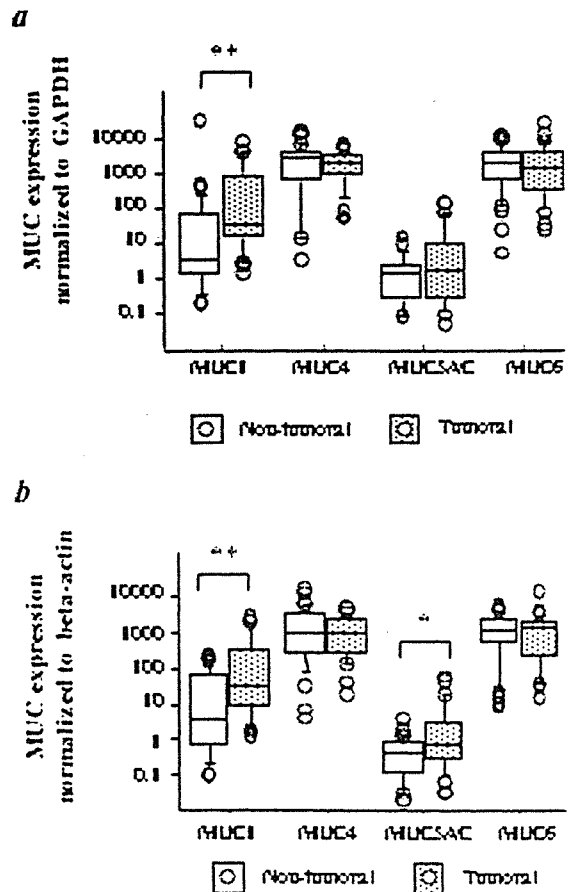 a
**
MUC expression
normalized to GAPDH
10000
1000
100
10
1
0.1
MUC1
MUC4
MUC5AC
MUC6
Non-tumoral
Tumoral
b
**
*
MUC expression
normalized to beta-actin
10000
1000
100
10
1
0.1
MUC1
MUC4
MUC5AC
MUC6
Non-tumoral
Tumoral